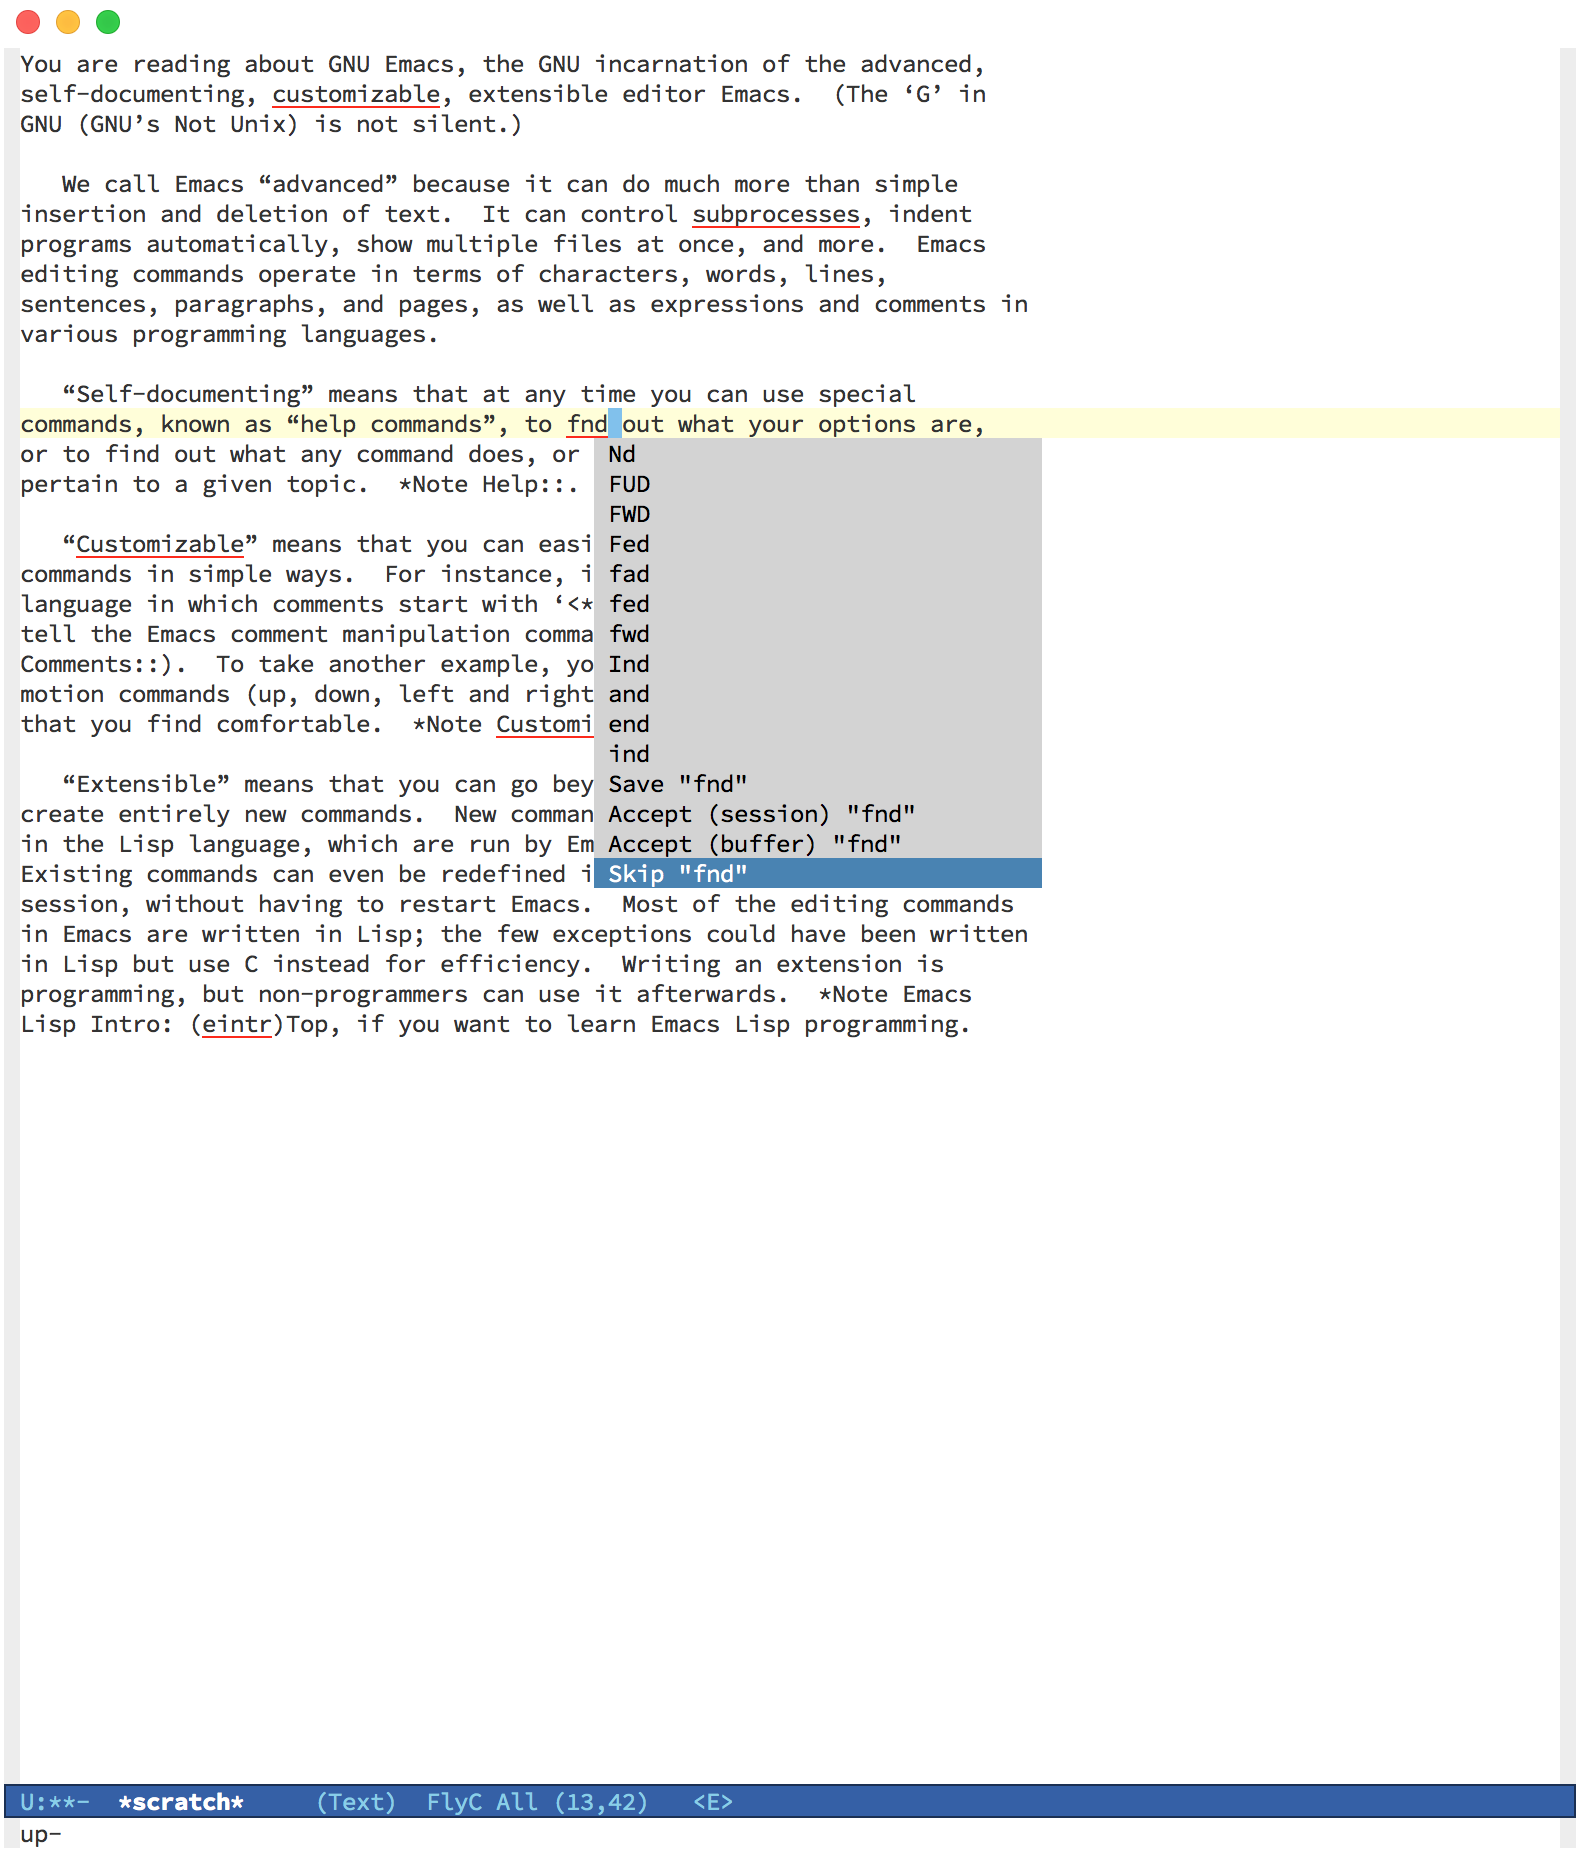 You are reading about GNU Emacs, the GNU incarnation of the advanced,
self-documenting, customizable, extensible editor Emacs.  (The ‘G’ in
GNU (GNU’s Not Unix) is not silent.)
We call Emacs “advanced” because it can do much more than simple
insertion and deletion of text.  It can control subprocesses, indent
programs automatically, show multiple files at once, and more.  Emacs
editing commands operate in terms of characters, words, lines,
sentences, paragraphs, and pages, as well as expressions and comments in
various programming languages.
“Self-documenting” means that at any time you can use special
commands, known as “help commands”, to fnd out what your options are,
or to find out what any command does, or
pertain to a given topic.  *Note Help::.
“Customizable” means that you can easi
commands in simple ways.  For instance, i
language in which comments start with ‘<*
tell the Emacs comment manipulation comma
Comments::).  To take another example, yo
motion commands (up, down, left and right
that you find comfortable.  *Note Customi
“Extensible” means that you can go bey
create entirely new commands.  New comman
in the Lisp language, which are run by Em
Existing commands can even be redefined i
session, without having to restart Emacs.  Most of the editing commands
in Emacs are written in Lisp; the few exceptions could have been written
in Lisp but use C instead for efficiency.  Writing an extension is
programming, but non-programmers can use it afterwards.  *Note Emacs
Lisp Intro: (eintr)Top, if you want to learn Emacs Lisp programming.
Nd
FUD
FWD
Fed
fad
fed
fwd
Ind
and
end
ind
Save "fnd"
Accept (session) "fnd"
Accept (buffer) "fnd"
Skip "fnd"
U:**-  *scratch*     (Text)  FlyC All (13,42)   <E>
up-